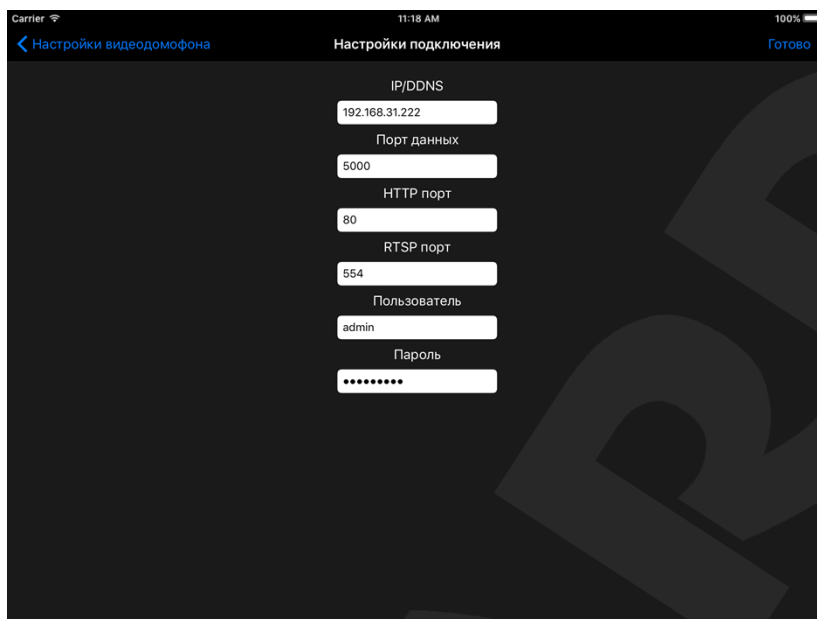 Carrier 11:18 AM 100%
Настройки видеодомофона Настройки подключения Готово
IP/DDNS
192.168.31.222
Порт данных
5000
HTTP порт
80
RTSP порт
554
Пользователь
admin
Пароль
•••••••••